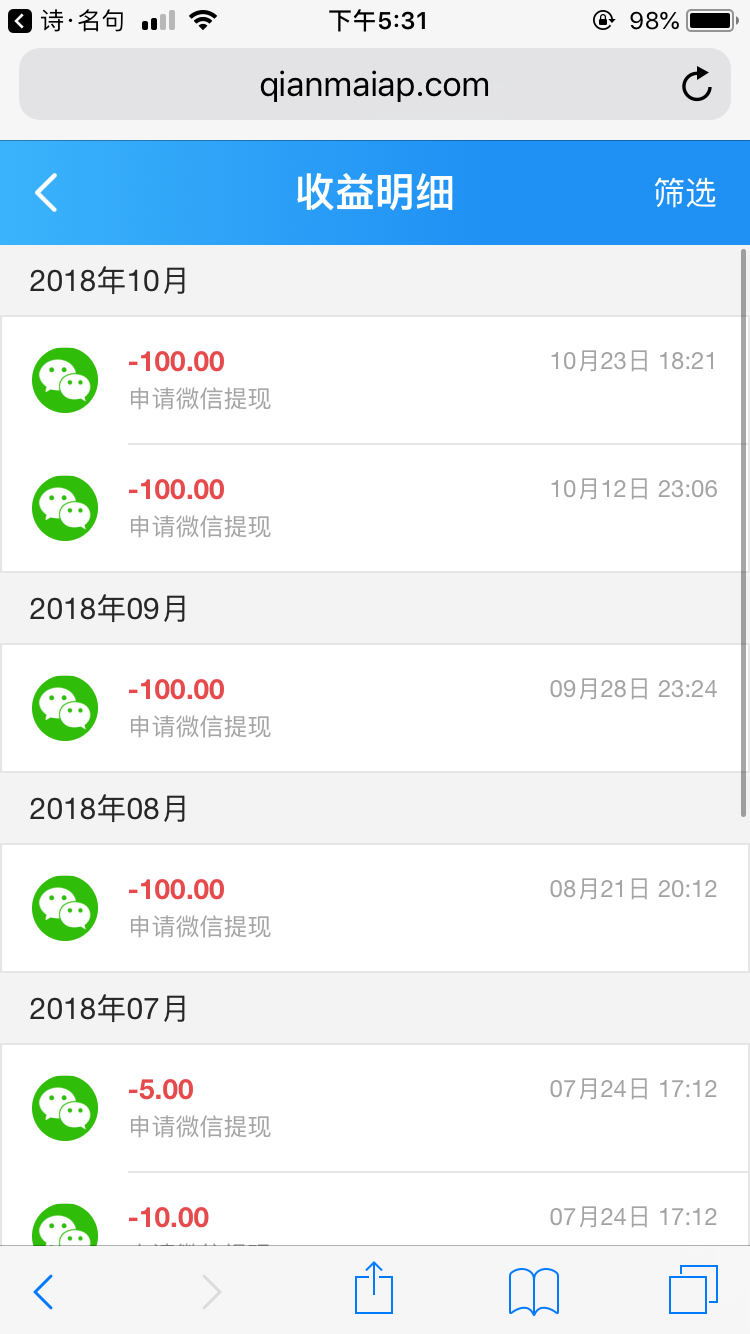 诗·名句 下午5:31 98%
qianmaiap.com
收益明细 筛选
2018年10月
-100.00 10月23日 18:21
申请微信提现
-100.00 10月12日 23:06
申请微信提现
2018年09月
-100.00 09月28日 23:24
申请微信提现
2018年08月
-100.00 08月21日 20:12
申请微信提现
2018年07月
-5.00 07月24日 17:12
申请微信提现
-10.00 07月24日 17:12